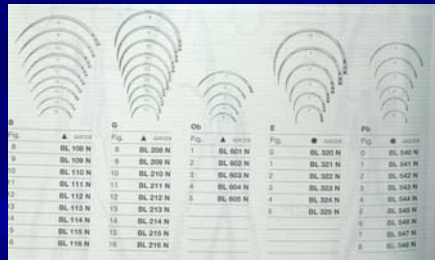 B
Fig. ▲
8 BL 108 N
9 BL 109 N
10 BL 110 N
11 BL 111 N
12 BL 112 N
13 BL 113 N
14 BL 114 N
15 BL 115 N
16 BL 116 N
G
Fig. ▲
8 BL 208 N
9 BL 209 N
10 BL 210 N
11 BL 211 N
12 BL 212 N
13 BL 213 N
14 BL 214 N
15 BL 215 N
16 BL 216 N
Ob
Fig. ▲
1 BL 601 N
2 BL 602 N
3 BL 603 N
4 BL 604 N
5 BL 605 N
E
Fig. ●
0 BL 320 N
1 BL 321 N
2 BL 322 N
3 BL 323 N
4 BL 324 N
5 BL 325 N
Pb
Fig. ●
0 BL 540 N
1 BL 541 N
2 BL 542 N
3 BL 543 N
4 BL 544 N
5 BL 545 N
6 BL 546 N
7 BL 547 N
8 BL 548 N